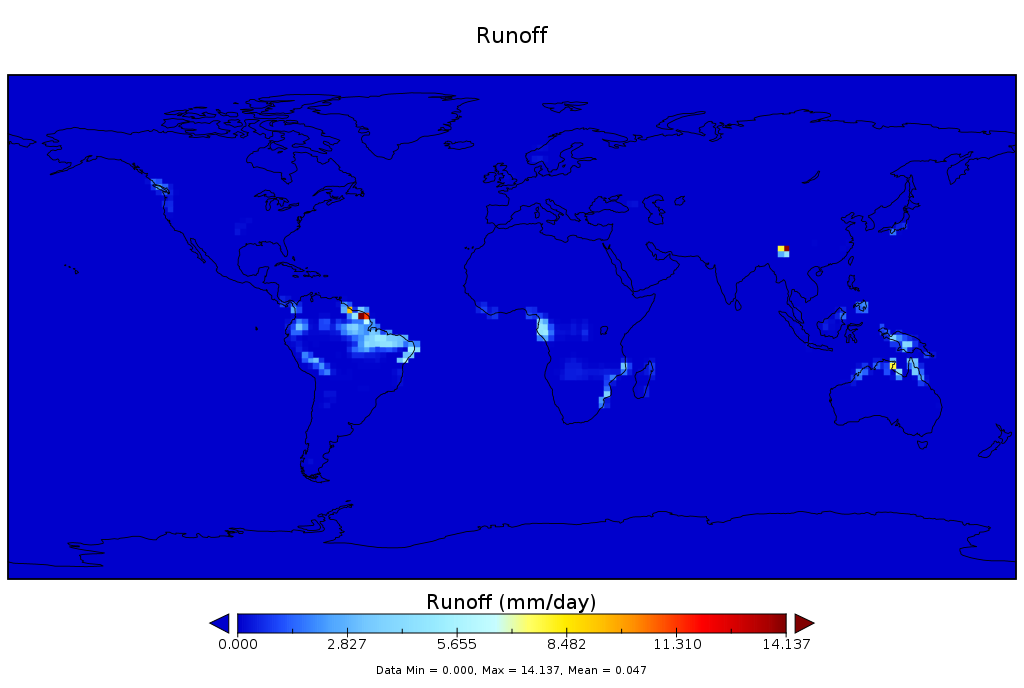 Runoff
Runoff (mm/day)
0.000 2.827 5.655 8.482 11.310 14.137
Data Min = 0.000, Max = 14.137, Mean = 0.047